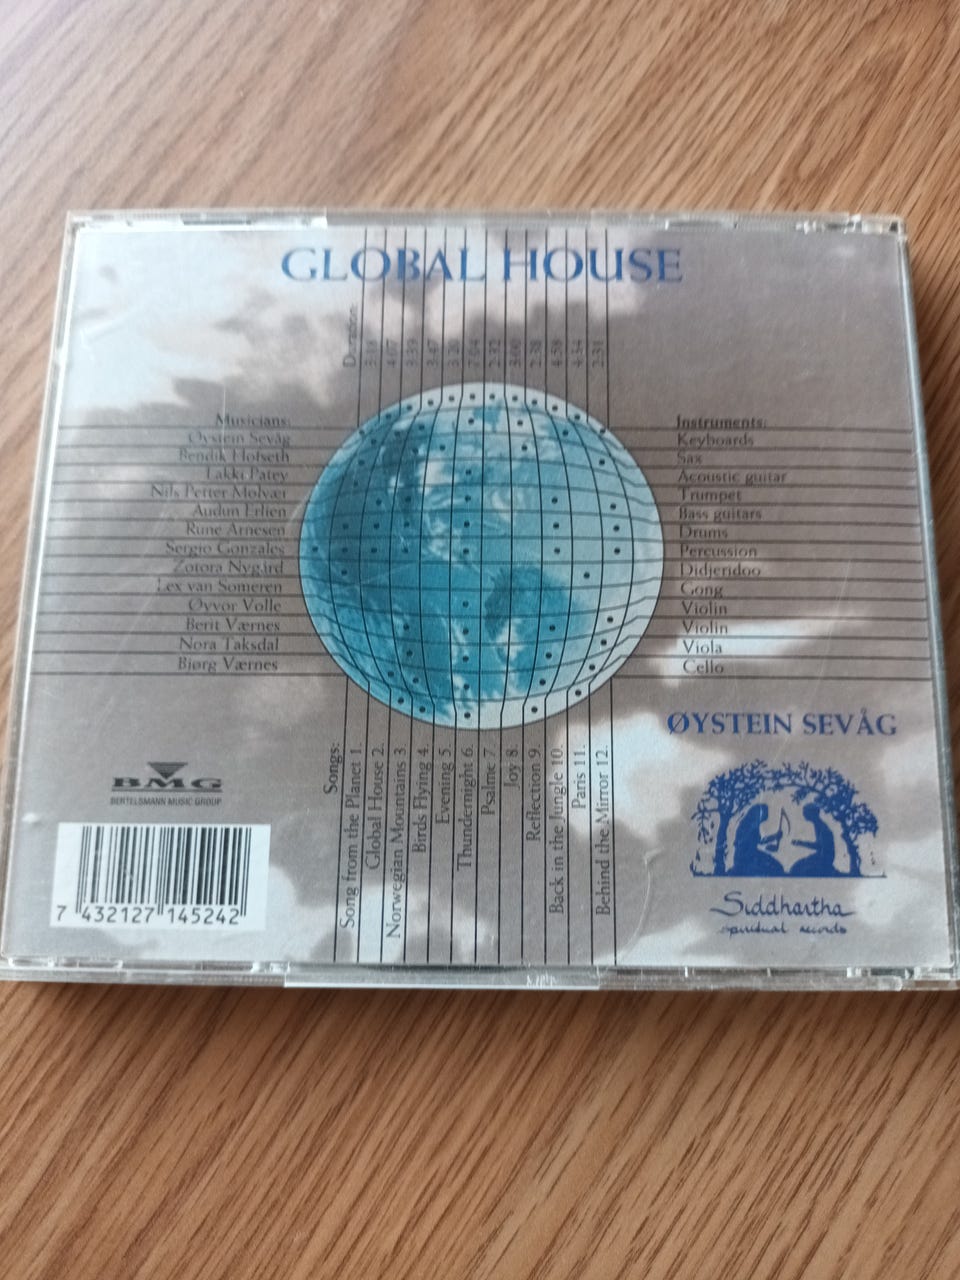 GLOBAL HOUSE
Duration:
4:07
3:39
2:47
3:20
7:04
2:32
3:00
2:38
4:59
4:34
2:31
Musicians:
Øystein Sevåg
Bendik Hofseth
Lakki Patey
Nils Petter Molvær
Audun Erlien
Rune Arnesen
Sergio Gonzales
Zotora Nygård
Lex van Someren
Øyvor Volle
Berit Værnes
Nora Taksdal
Bjørg Værnes
Instruments:
Keyboards
Sax
Acoustic guitar
Trumpet
Bass guitars
Drums
Percussion
Didjeridoo
Gong
Violin
Violin
Viola
Cello
Songs:
Song from the Planet 1.
Global House 2.
Norwegian Mountains 3
Birds Flying 4.
Evening 5.
Thundernight 6.
Psalme 7.
Joy 8.
Reflection 9.
Back in the Jungle 10.
Paris 11.
Behind the Mirror 12.
ØYSTEIN SEVÅG
Siddhartha
spiritual records
BMG
BERTELSMANN MUSIC GROUP
7 432127 145242